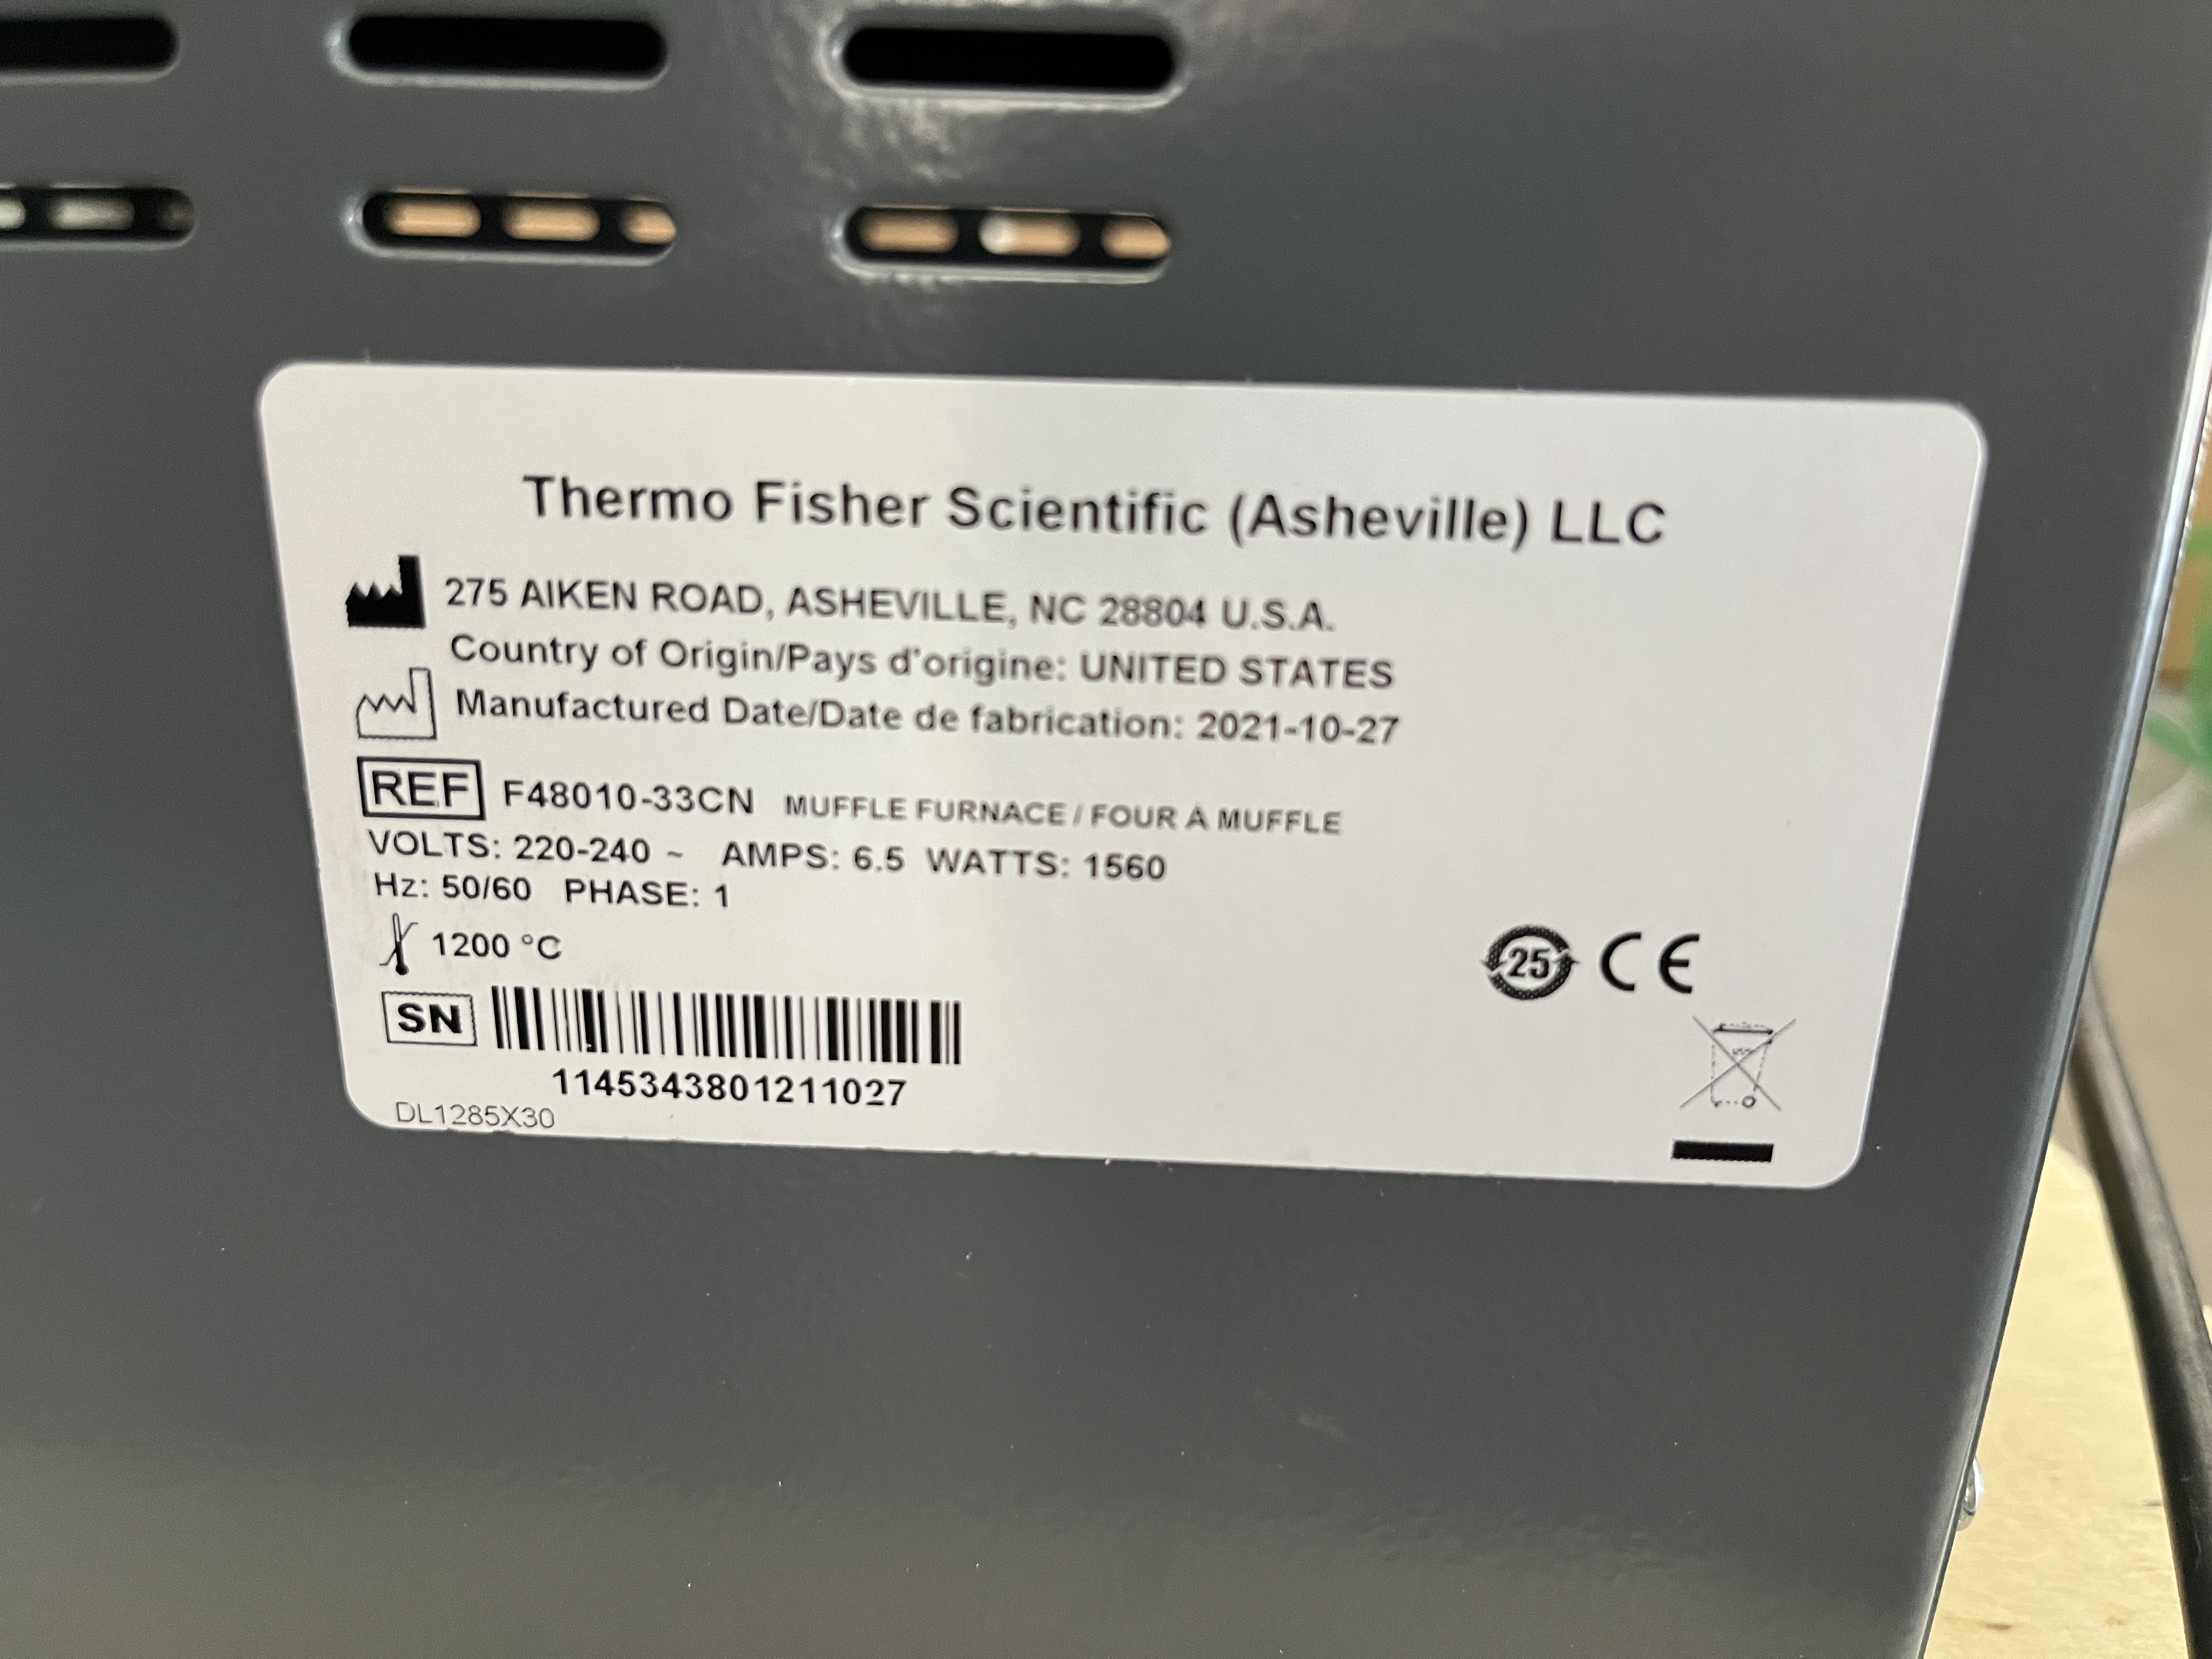 Thermo Fisher Scientific (Asheville) LLC
275 AIKEN ROAD, ASHEVILLE, NC 28804 U.S.A.
Country of Origin/Pays d'origine: UNITED STATES
Manufactured Date/Date de fabrication: 2021-10-27
REF F48010-33CN MUFFLE FURNACE / FOUR A MUFFLE
VOLTS: 220-240 ~ AMPS: 6.5 WATTS: 1560
Hz: 50/60 PHASE: 1
1200 °C
25 CE
SN
1145343801211027
DL1285X30